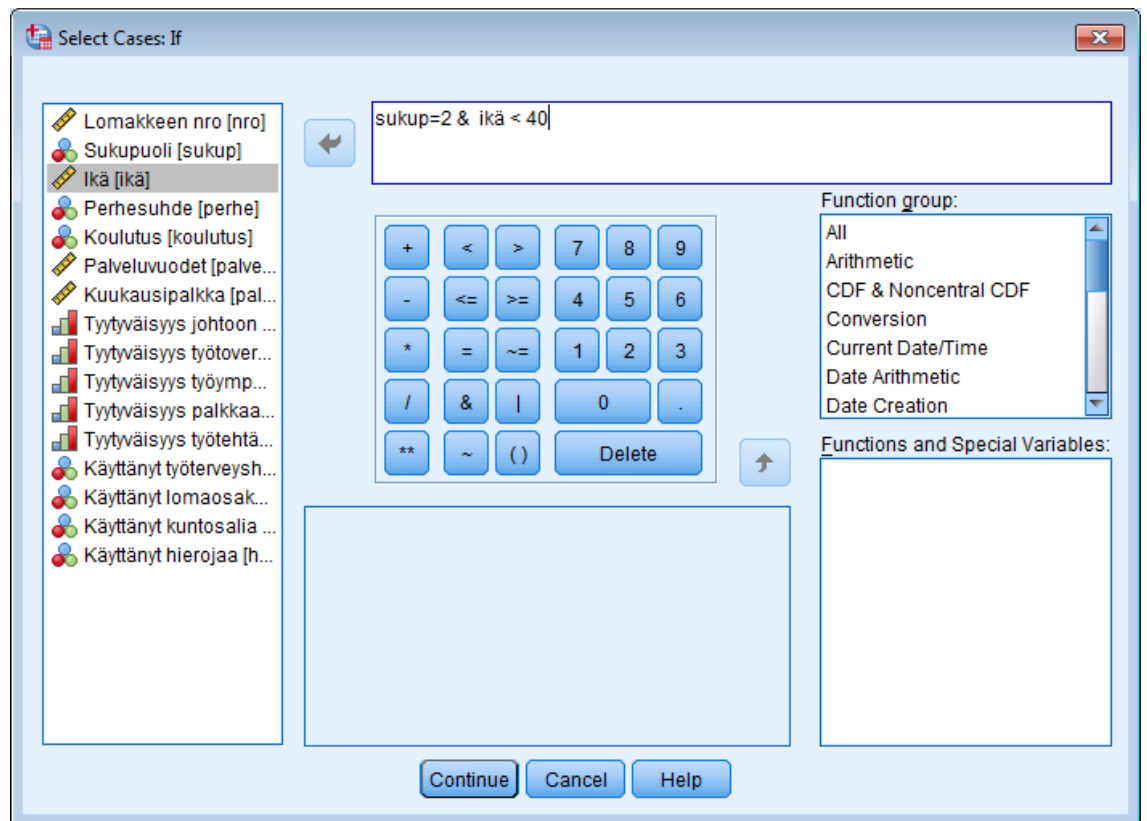 Select Cases: If
Lomakkeen nro [nro]
Sukupuoli [sukup]
Ikä [ikä]
Perhesuhde [perhe]
Koulutus [koulutus]
Palveluvuodet [palve...
Kuukausipalkka [pal...
Tyytyväisyys johtoon ...
Tyytyväisyys työtover...
Tyytyväisyys työymp...
Tyytyväisyys palkkaa...
Tyytyväisyys työtehtä...
Käyttänyt työterveysh...
Käyttänyt lomaosak...
Käyttänyt kuntosalia ...
Käyttänyt hierojaa [h...
sukup=2 & ikä < 40
+ < > 7 8 9
- <= >= 4 5 6
* = ~= 1 2 3
/ & | 0 .
** ~ ( ) Delete
Function group:
All
Arithmetic
CDF & Noncentral CDF
Conversion
Current Date/Time
Date Arithmetic
Date Creation
Functions and Special Variables:
Continue Cancel Help